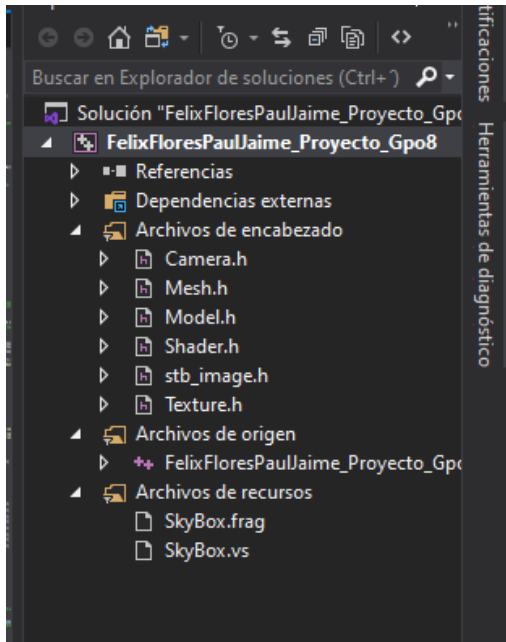 Buscar en Explorador de soluciones (Ctrl+´)
Solución "FelixFloresPaulJaime_Proyecto_Gpo
FelixFloresPaulJaime_Proyecto_Gpo8
Referencias
Dependencias externas
Archivos de encabezado
Camera.h
Mesh.h
Model.h
Shader.h
stb_image.h
Texture.h
Archivos de origen
FelixFloresPaulJaime_Proyecto_Gpo
Archivos de recursos
SkyBox.frag
SkyBox.vs
tificaciones
Herramientas de diagnóstico